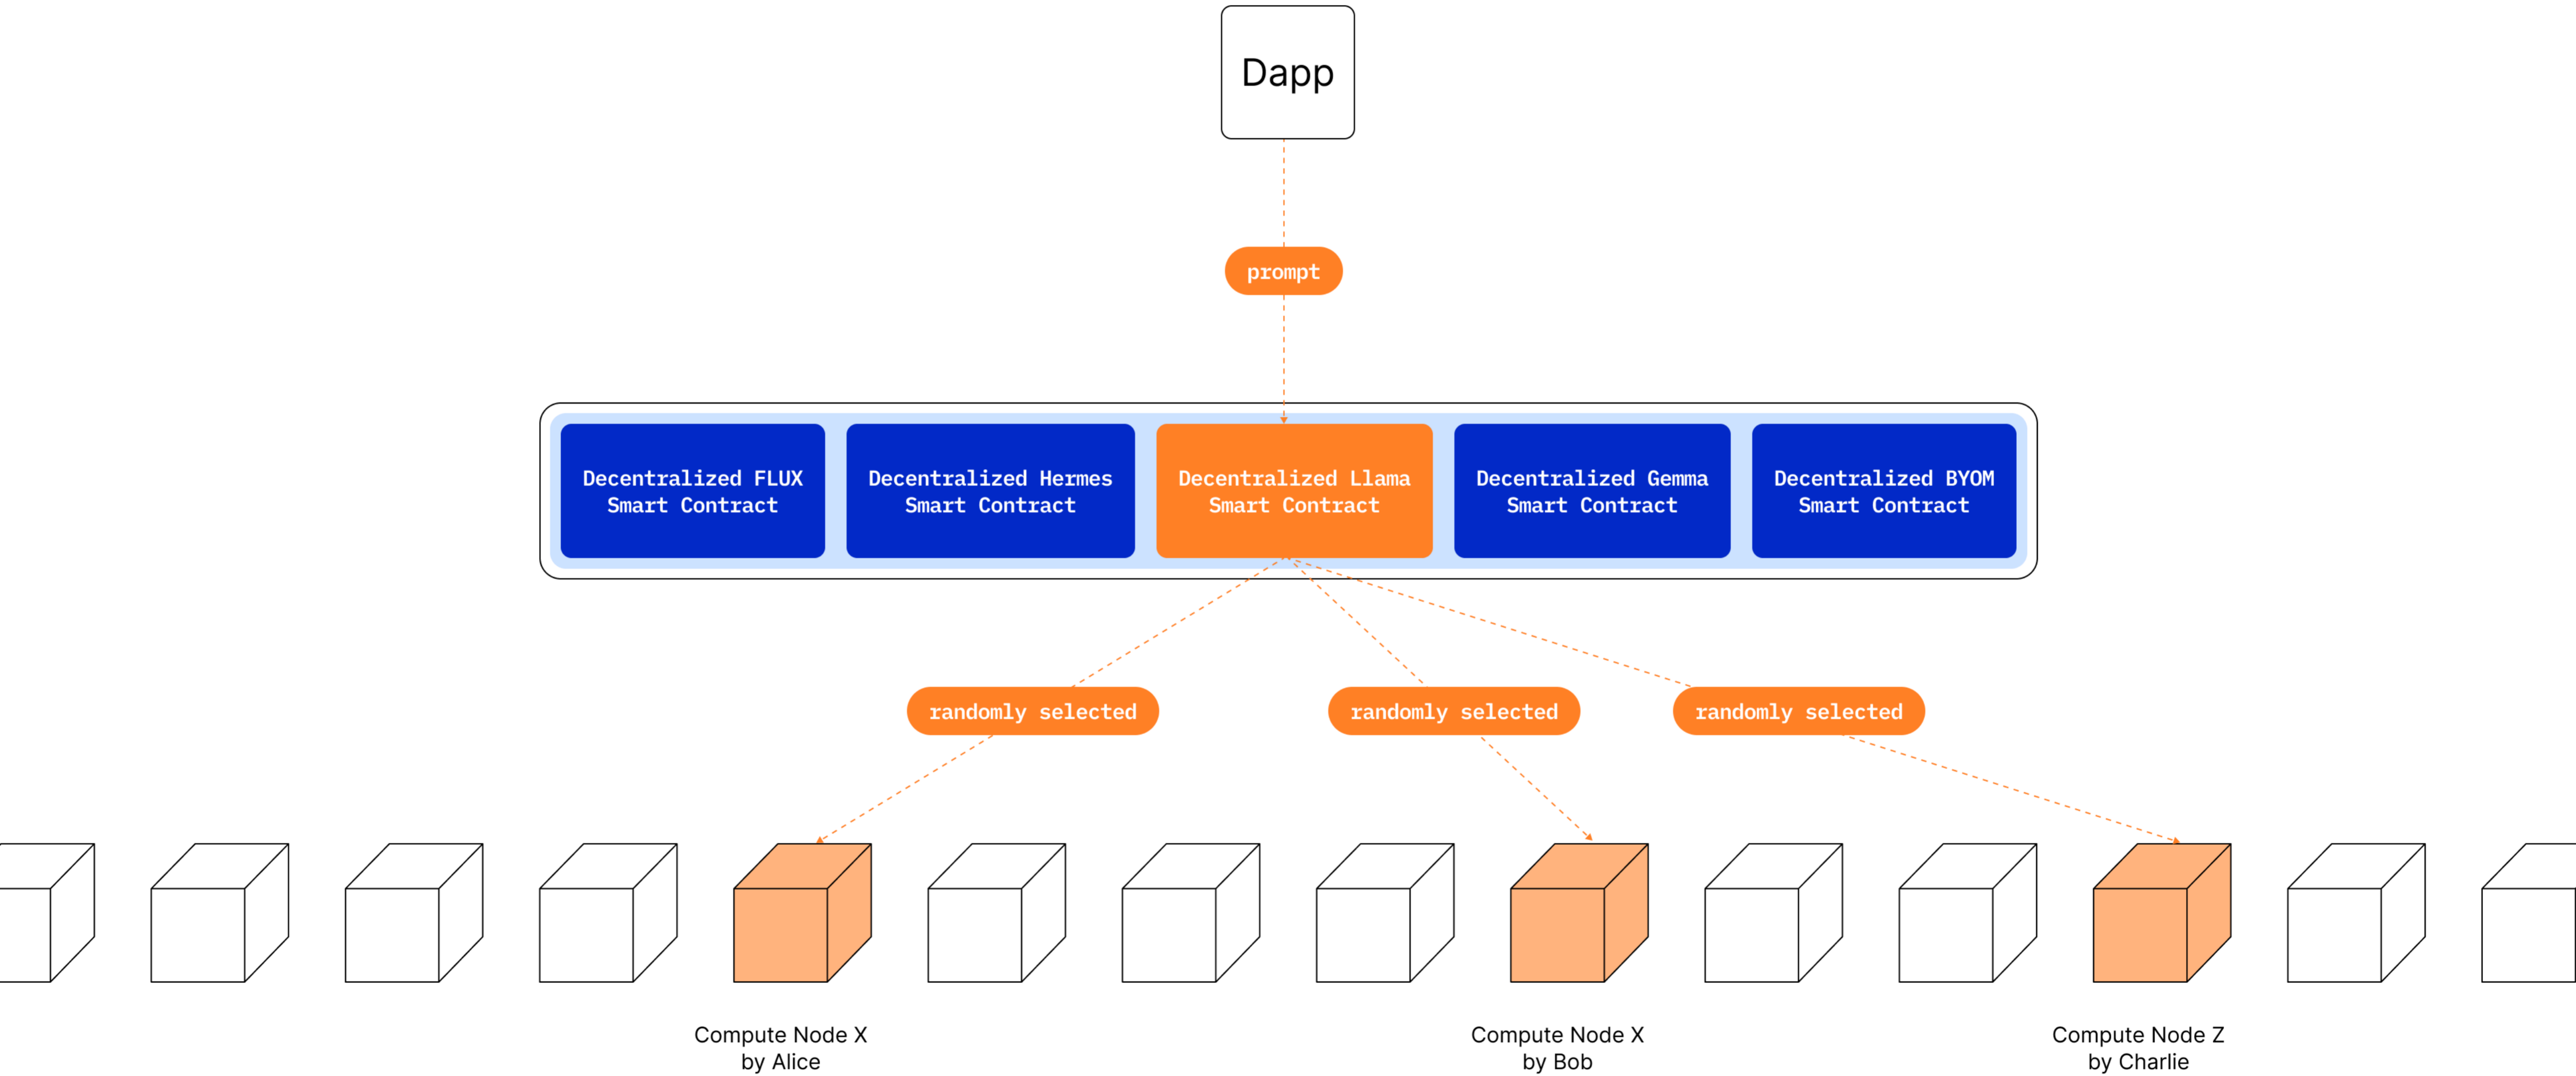 Dapp
prompt
Decentralized FLUX
Smart Contract
Decentralized Hermes
Smart Contract
Decentralized Llama
Smart Contract
Decentralized Gemma
Smart Contract
Decentralized BYOM
Smart Contract
randomly selected
randomly selected
randomly selected
Compute Node X
by Alice
Compute Node X
by Bob
Compute Node Z
by Charlie